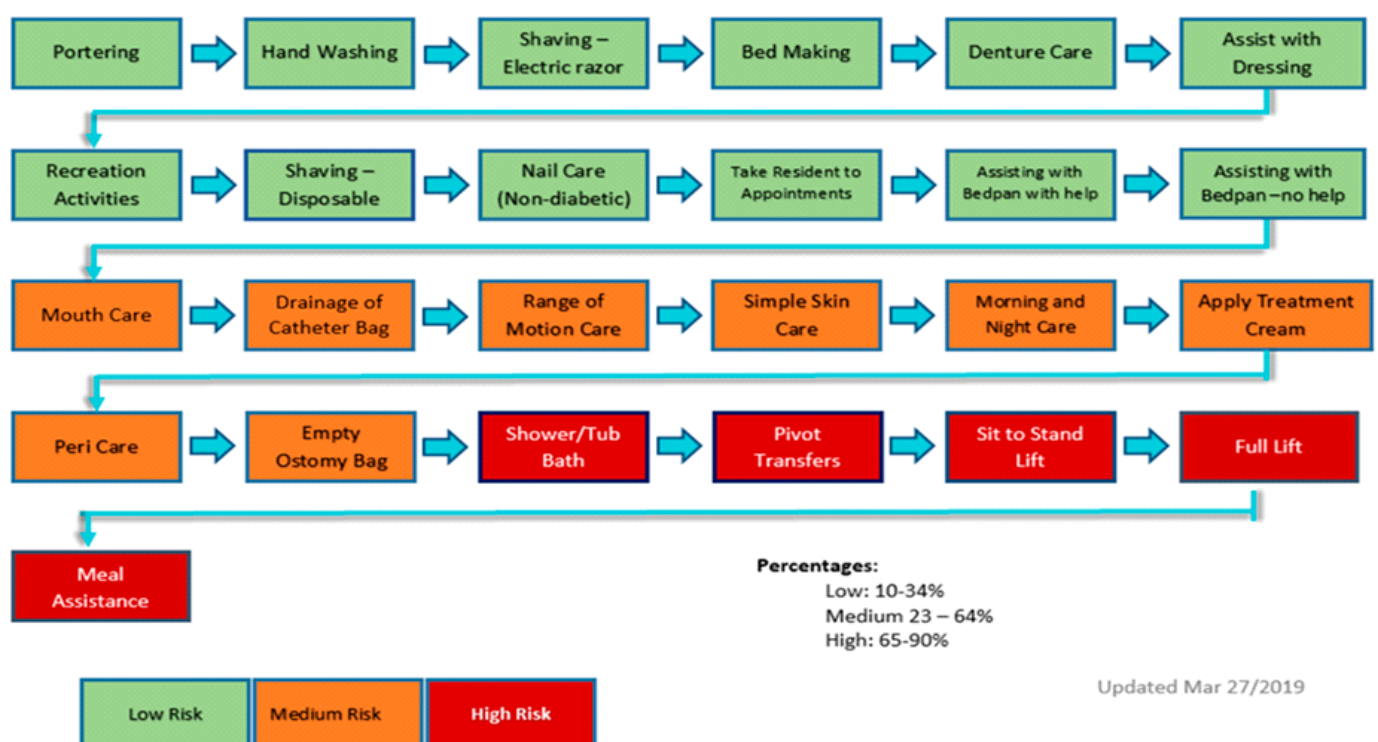 Portering
Hand Washing
Shaving –
Electric razor
Bed Making
Denture Care
Assist with
Dressing
Recreation
Activities
Shaving –
Disposable
Nail Care
(Non-diabetic)
Take Resident to
Appointments
Assisting with
Bedpan with help
Assisting with
Bedpan –no help
Mouth Care
Drainage of
Catheter Bag
Range of
Motion Care
Simple Skin
Care
Morning and
Night Care
Apply Treatment
Cream
Peri Care
Empty
Ostomy Bag
Shower/Tub
Bath
Pivot
Transfers
Sit to Stand
Lift
Full Lift
Meal
Assistance
Percentages:
Low: 10-34%
Medium 23 – 64%
High: 65-90%
Updated Mar 27/2019
Low Risk
Medium Risk
High Risk